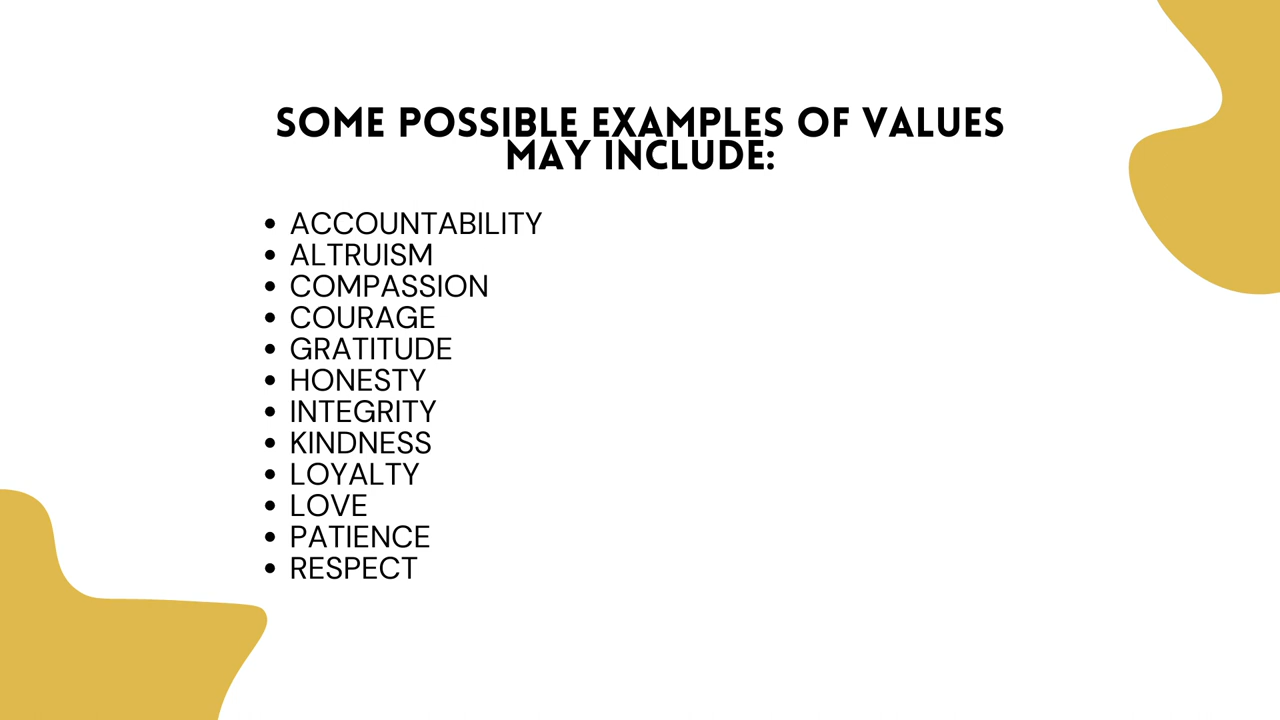 SOME POSSIBLE EXAMPLES OF VALUES
MAY INCLUDE:
• ACCOUNTABILITY
• ALTRUISM
• COMPASSION
• COURAGE
• GRATITUDE
• HONESTY
• INTEGRITY
• KINDNESS
• LOYALTY
• LOVE
• PATIENCE
• RESPECT